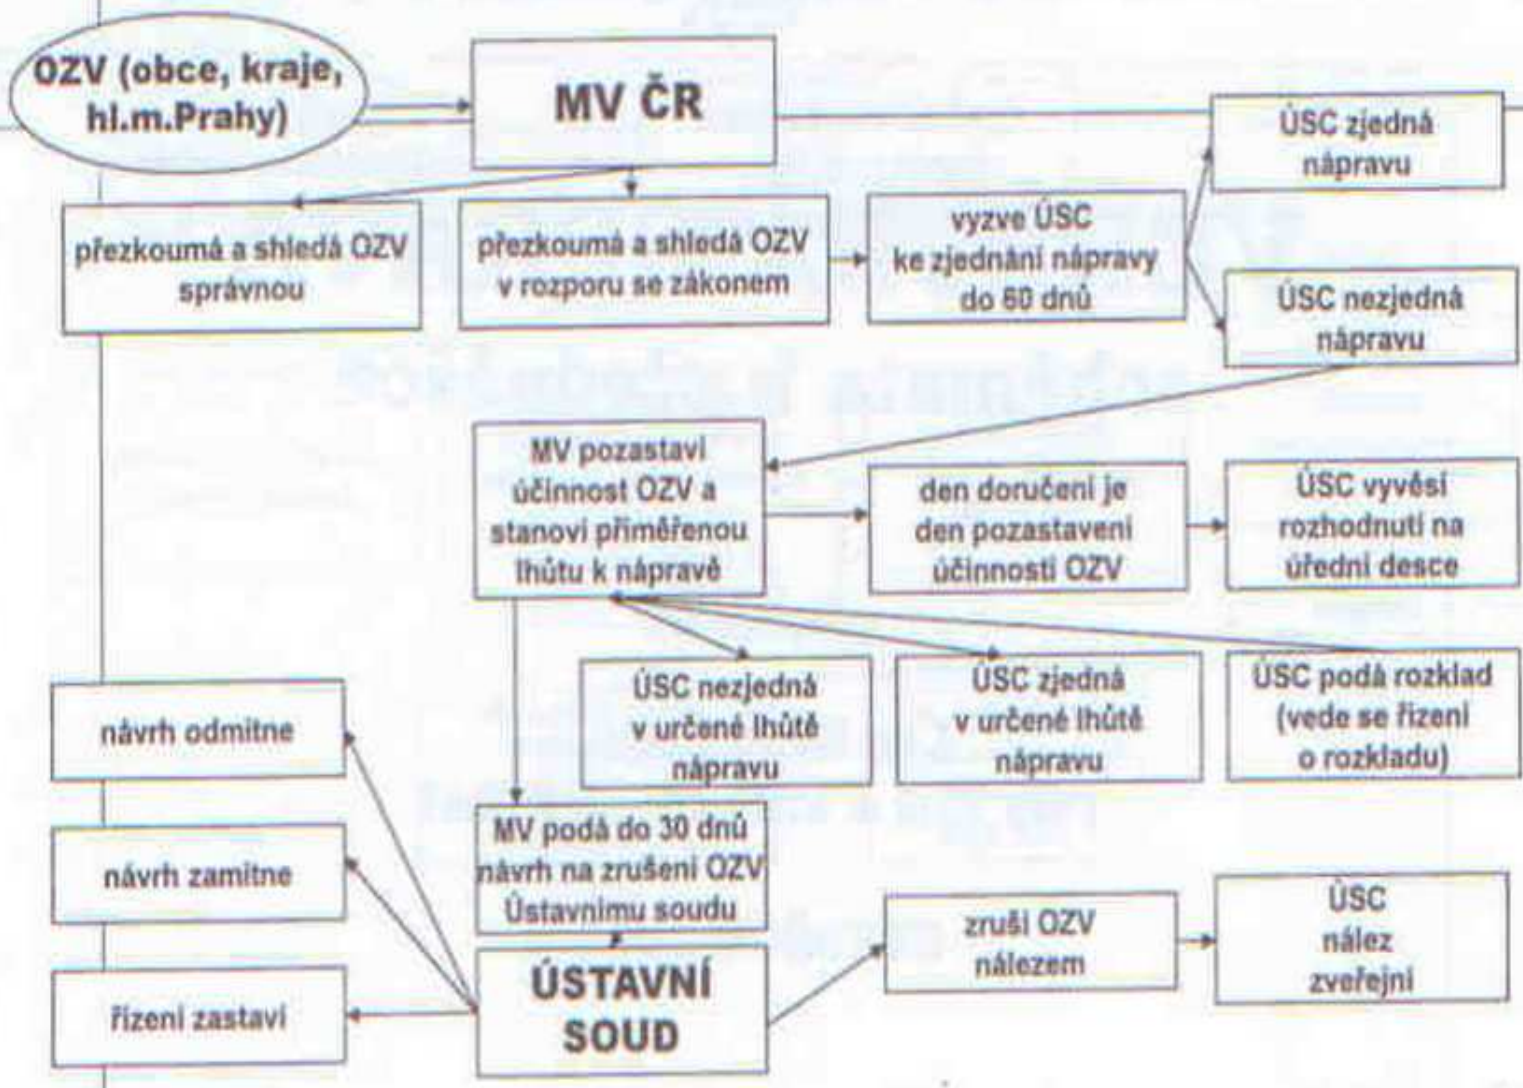 OZV (obce, kraje,
hl.m.Prahy)
MV ČR
ÚSC zjedná
nápravu
přezkoumá a shledá OZV
správnou
přezkoumá a shledá OZV
v rozporu se zákonem
vyzve ÚSC
ke zjednání nápravy
do 60 dnů
ÚSC nezjedná
nápravu
MV pozastaví
účinnost OZV a
stanoví přiměřenou
lhůtu k nápravě
den doručení je
den pozastavení
účinnosti OZV
ÚSC vyvěsí
rozhodnutí na
úřední desce
ÚSC nezjedná
v určené lhůtě
nápravu
ÚSC zjedná
v určené lhůtě
nápravu
ÚSC podá rozklad
(vede se řízení
o rozkladu)
návrh odmítne
MV podá do 30 dnů
návrh na zrušení OZV
Ústavnímu soudu
návrh zamítne
zruší OZV
nálezem
ÚSC
nález
zveřejní
ÚSTAVNÍ
SOUD
řízení zastaví